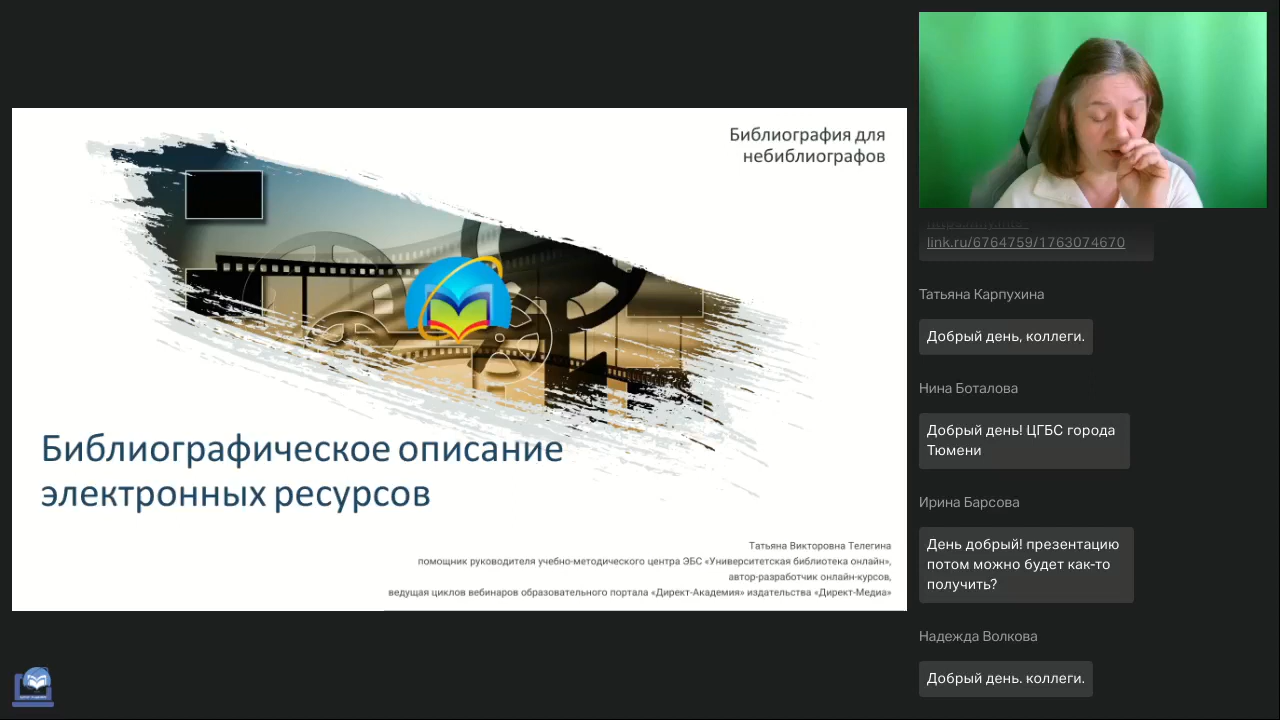 Библиография для
небиблиографов
Библиографическое описание
электронных ресурсов
Татьяна Викторовна Телегина
помощник руководителя учебно-методического центра ЭБС «Университетская библиотека онлайн»,
автор-разработчик онлайн-курсов,
ведущая циклов вебинаров образовательного портала «Директ-Академия» издательства «Директ-Медиа»
link.ru/6764759/1763074670
Татьяна Карпухина
Добрый день, коллеги.
Нина Боталова
Добрый день! ЦГБС города
Тюмени
Ирина Барсова
День добрый! презентацию
потом можно будет как-то
получить?
Надежда Волкова
Добрый день. коллеги.